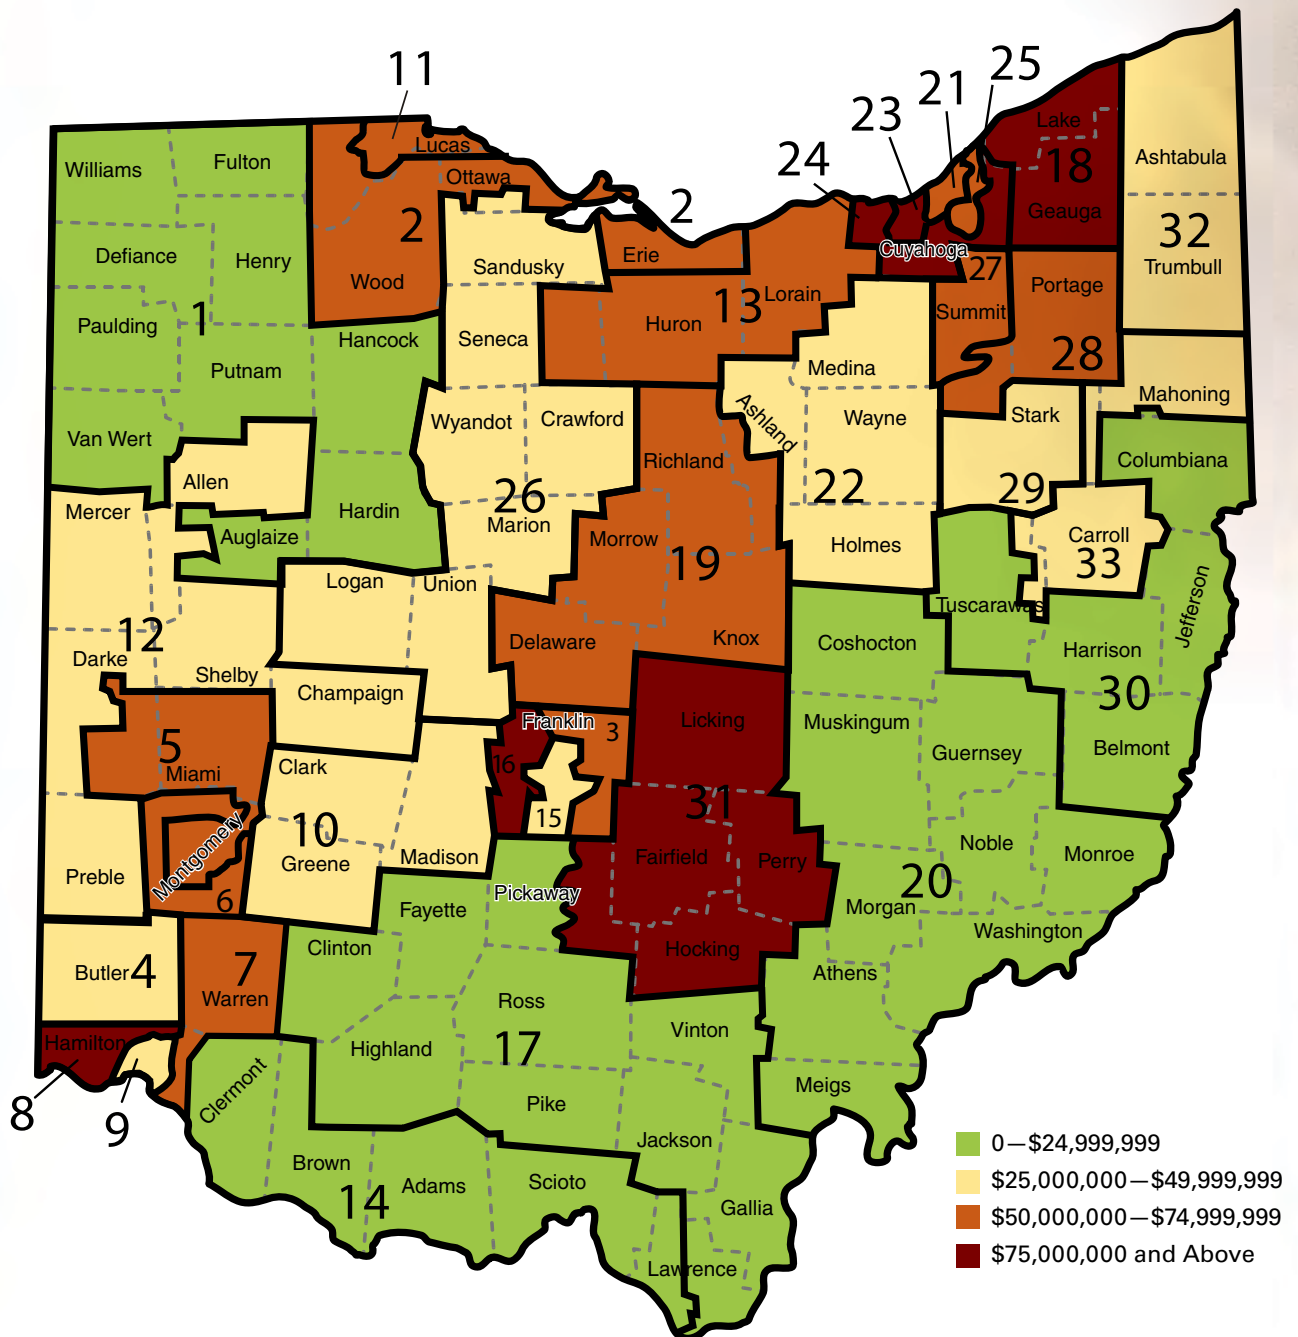 11
25
21
23
24
Lake
Lucas
Williams
Fulton
Ashtabula
18
Ottawa
2
2
Geauga
32
Defiance
Henry
Erie
Cuyahoga
Sandusky
27
Trumbull
Wood
Portage
Lorain
13
Paulding
1
Huron
Summit
Hancock
Seneca
28
Putnam
Medina
Mahoning
Wyandot
Crawford
Ashland
Wayne
Stark
Van Wert
Richland
Columbiana
Allen
22
29
26
Mercer
Hardin
Marion
Auglaize
Morrow
Holmes
Carroll
33
19
Logan
Union
Jefferson
Tuscarawas
12
Delaware
Knox
Coshocton
Harrison
Darke
Shelby
Champaign
30
Franklin
Licking
Muskingum
3
5
Guernsey
Belmont
Miami
Clark
16
31
15
Montgomery
10
Noble
Greene
Madison
Fairfield
Perry
Monroe
Preble
20
Pickaway
6
Fayette
Morgan
Washington
Clinton
Hocking
Butler 4
7
Athens
Warren
Ross
Hamilton
Vinton
Highland
17
8
9
Clermont
Meigs
Pike
Jackson
0—$24,999,999
Brown
$25,000,000—$49,999,999
Adams
Scioto
14
Gallia
$50,000,000—$74,999,999
$75,000,000 and Above
Lawrence